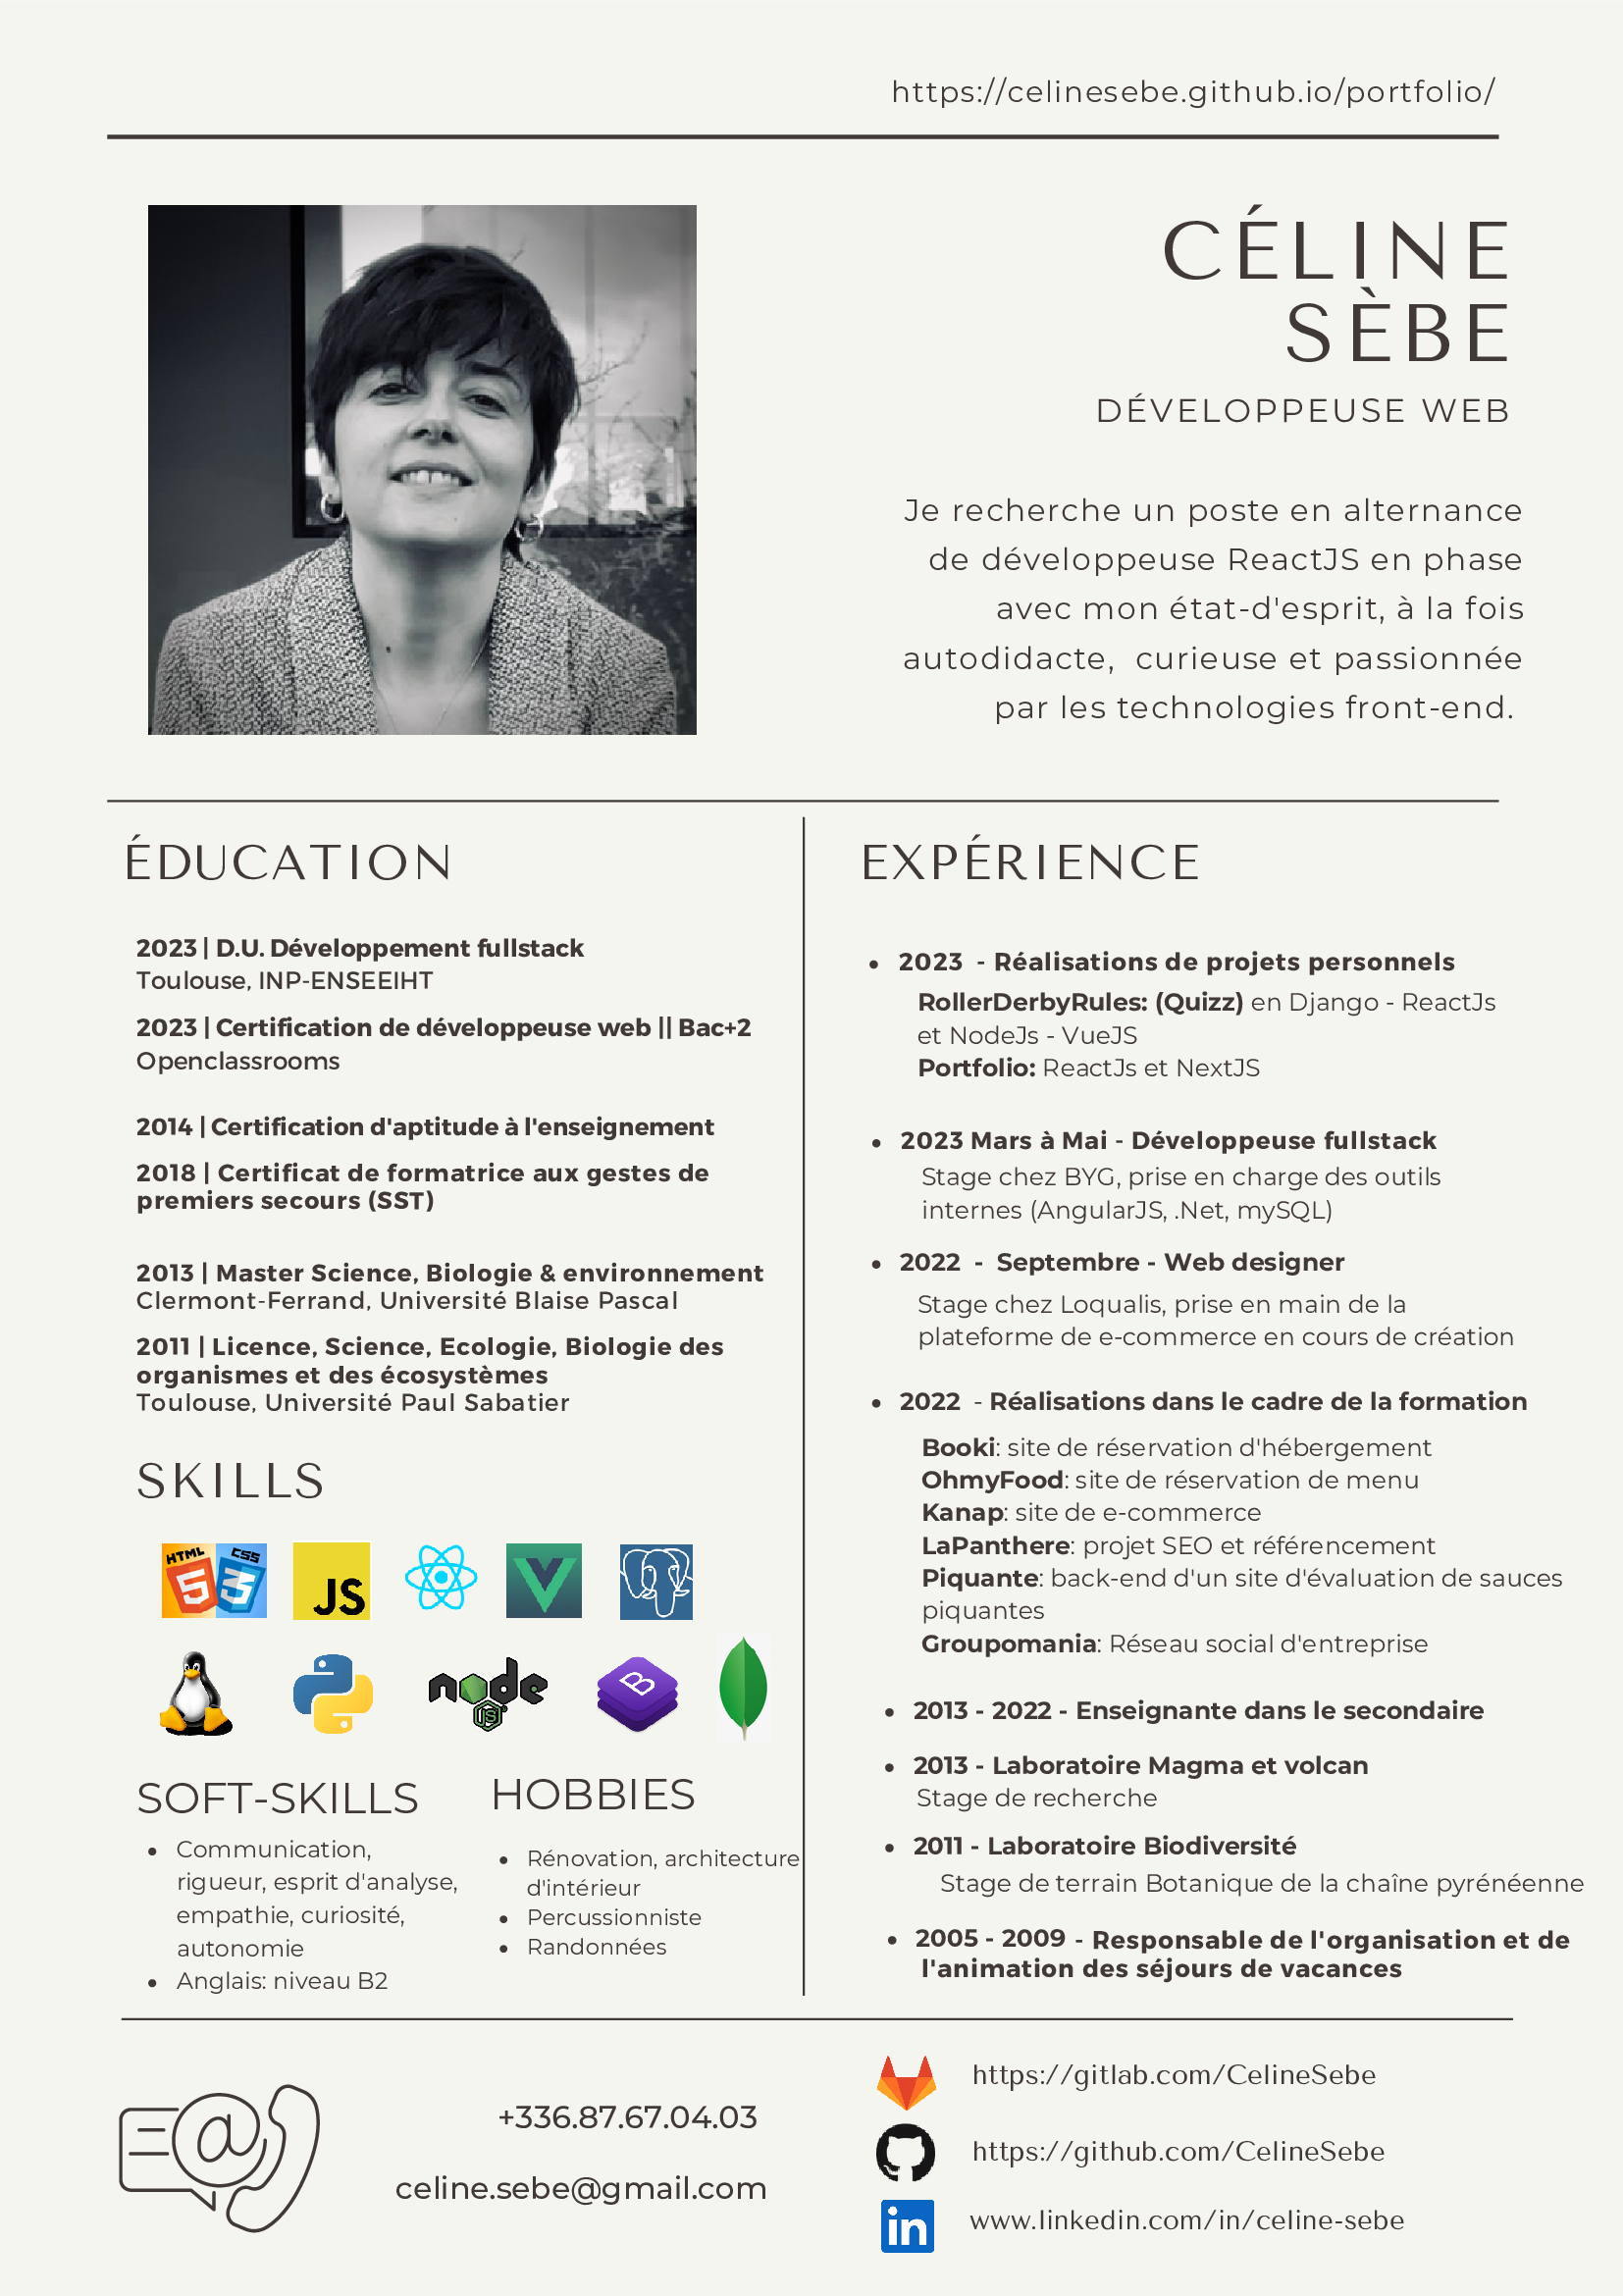 https://celinesebe.github.io/portfolio/
CÉLINE
SÈBE
DÉVELOPPEUSE WEB
Je recherche un poste en alternance
de développeuse ReactJS en phase
avec mon état-d'esprit, à la fois
autodidacte, curieuse et passionnée
par les technologies front-end.
ÉDUCATION
2023 | D.U. Développement fullstack
Toulouse, INP-ENSEEIHT
2023 | Certification de développeuse web || Bac+2
Openclassrooms
2014 | Certification d'aptitude à l'enseignement
2018 | Certificat de formatrice aux gestes de
premiers secours (SST)
2013 | Master Science, Biologie & environnement
Clermont-Ferrand, Université Blaise Pascal
2011 | Licence, Science, Ecologie, Biologie des
organismes et des écosystèmes
Toulouse, Université Paul Sabatier
SKILLS
HTML 5 CSS 3
JS
node
JS
B
SOFT-SKILLS
• Communication,
rigueur, esprit d'analyse,
empathie, curiosité,
autonomie
• Anglais: niveau B2
HOBBIES
• Rénovation, architecture
d'intérieur
• Percussionniste
• Randonnées
EXPÉRIENCE
• 2023 - Réalisations de projets personnels
RollerDerbyRules: (Quizz) en Django - ReactJs
et NodeJs - VueJS
Portfolio: ReactJs et NextJS
• 2023 Mars à Mai - Développeuse fullstack
Stage chez BYG, prise en charge des outils
internes (AngularJS, .Net, mySQL)
• 2022 - Septembre - Web designer
Stage chez Loqualis, prise en main de la
plateforme de e-commerce en cours de création
• 2022 - Réalisations dans le cadre de la formation
Booki: site de réservation d'hébergement
OhmyFood: site de réservation de menu
Kanap: site de e-commerce
LaPanthere: projet SEO et référencement
Piquante: back-end d'un site d'évaluation de sauces
piquantes
Groupomania: Réseau social d'entreprise
• 2013 - 2022 - Enseignante dans le secondaire
• 2013 - Laboratoire Magma et volcan
Stage de recherche
• 2011 - Laboratoire Biodiversité
Stage de terrain Botanique de la chaîne pyrénéenne
• 2005 - 2009 - Responsable de l'organisation et de
l'animation des séjours de vacances
@
+336.87.67.04.03
celine.sebe@gmail.com
https://gitlab.com/CelineSebe
https://github.com/CelineSebe
in
www.linkedin.com/in/celine-sebe